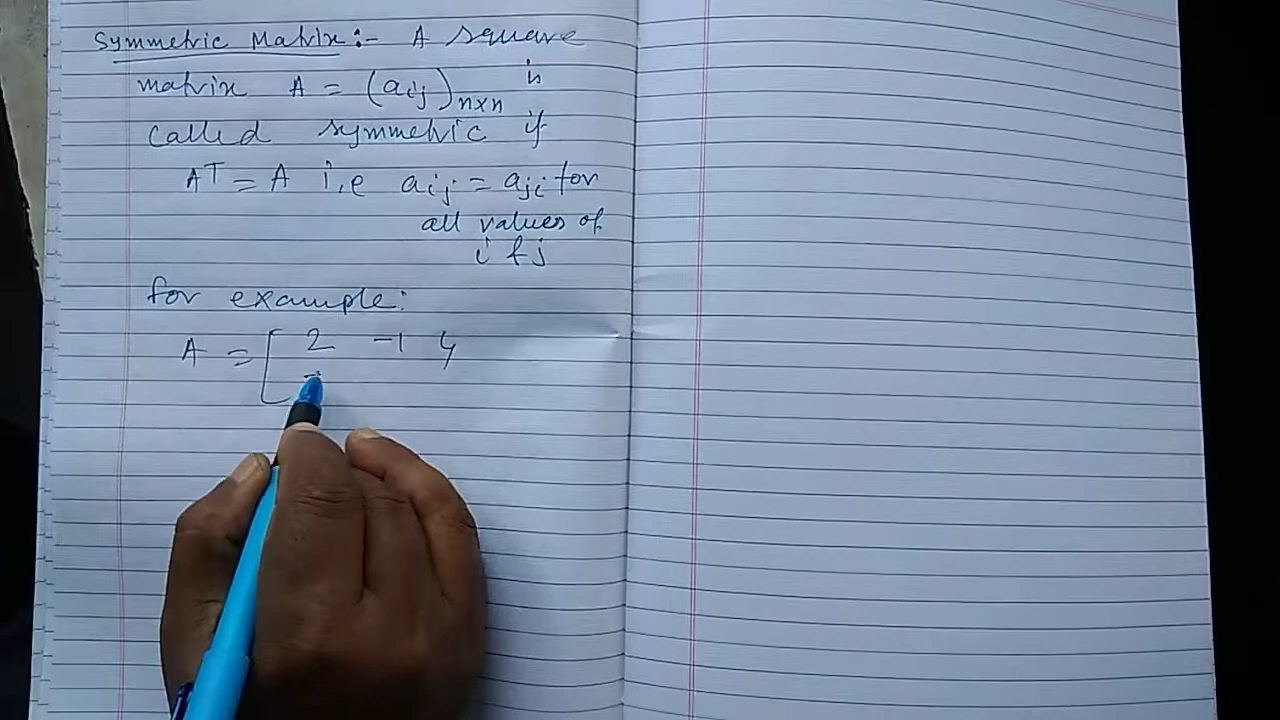 Symmetric Matrix:- A square
matrix A = (aij)n×n is
called symmetric if
Aᵀ = A i,e aij = aji for
all values of
i & j
for example:
A = [ 2 -1 4
-